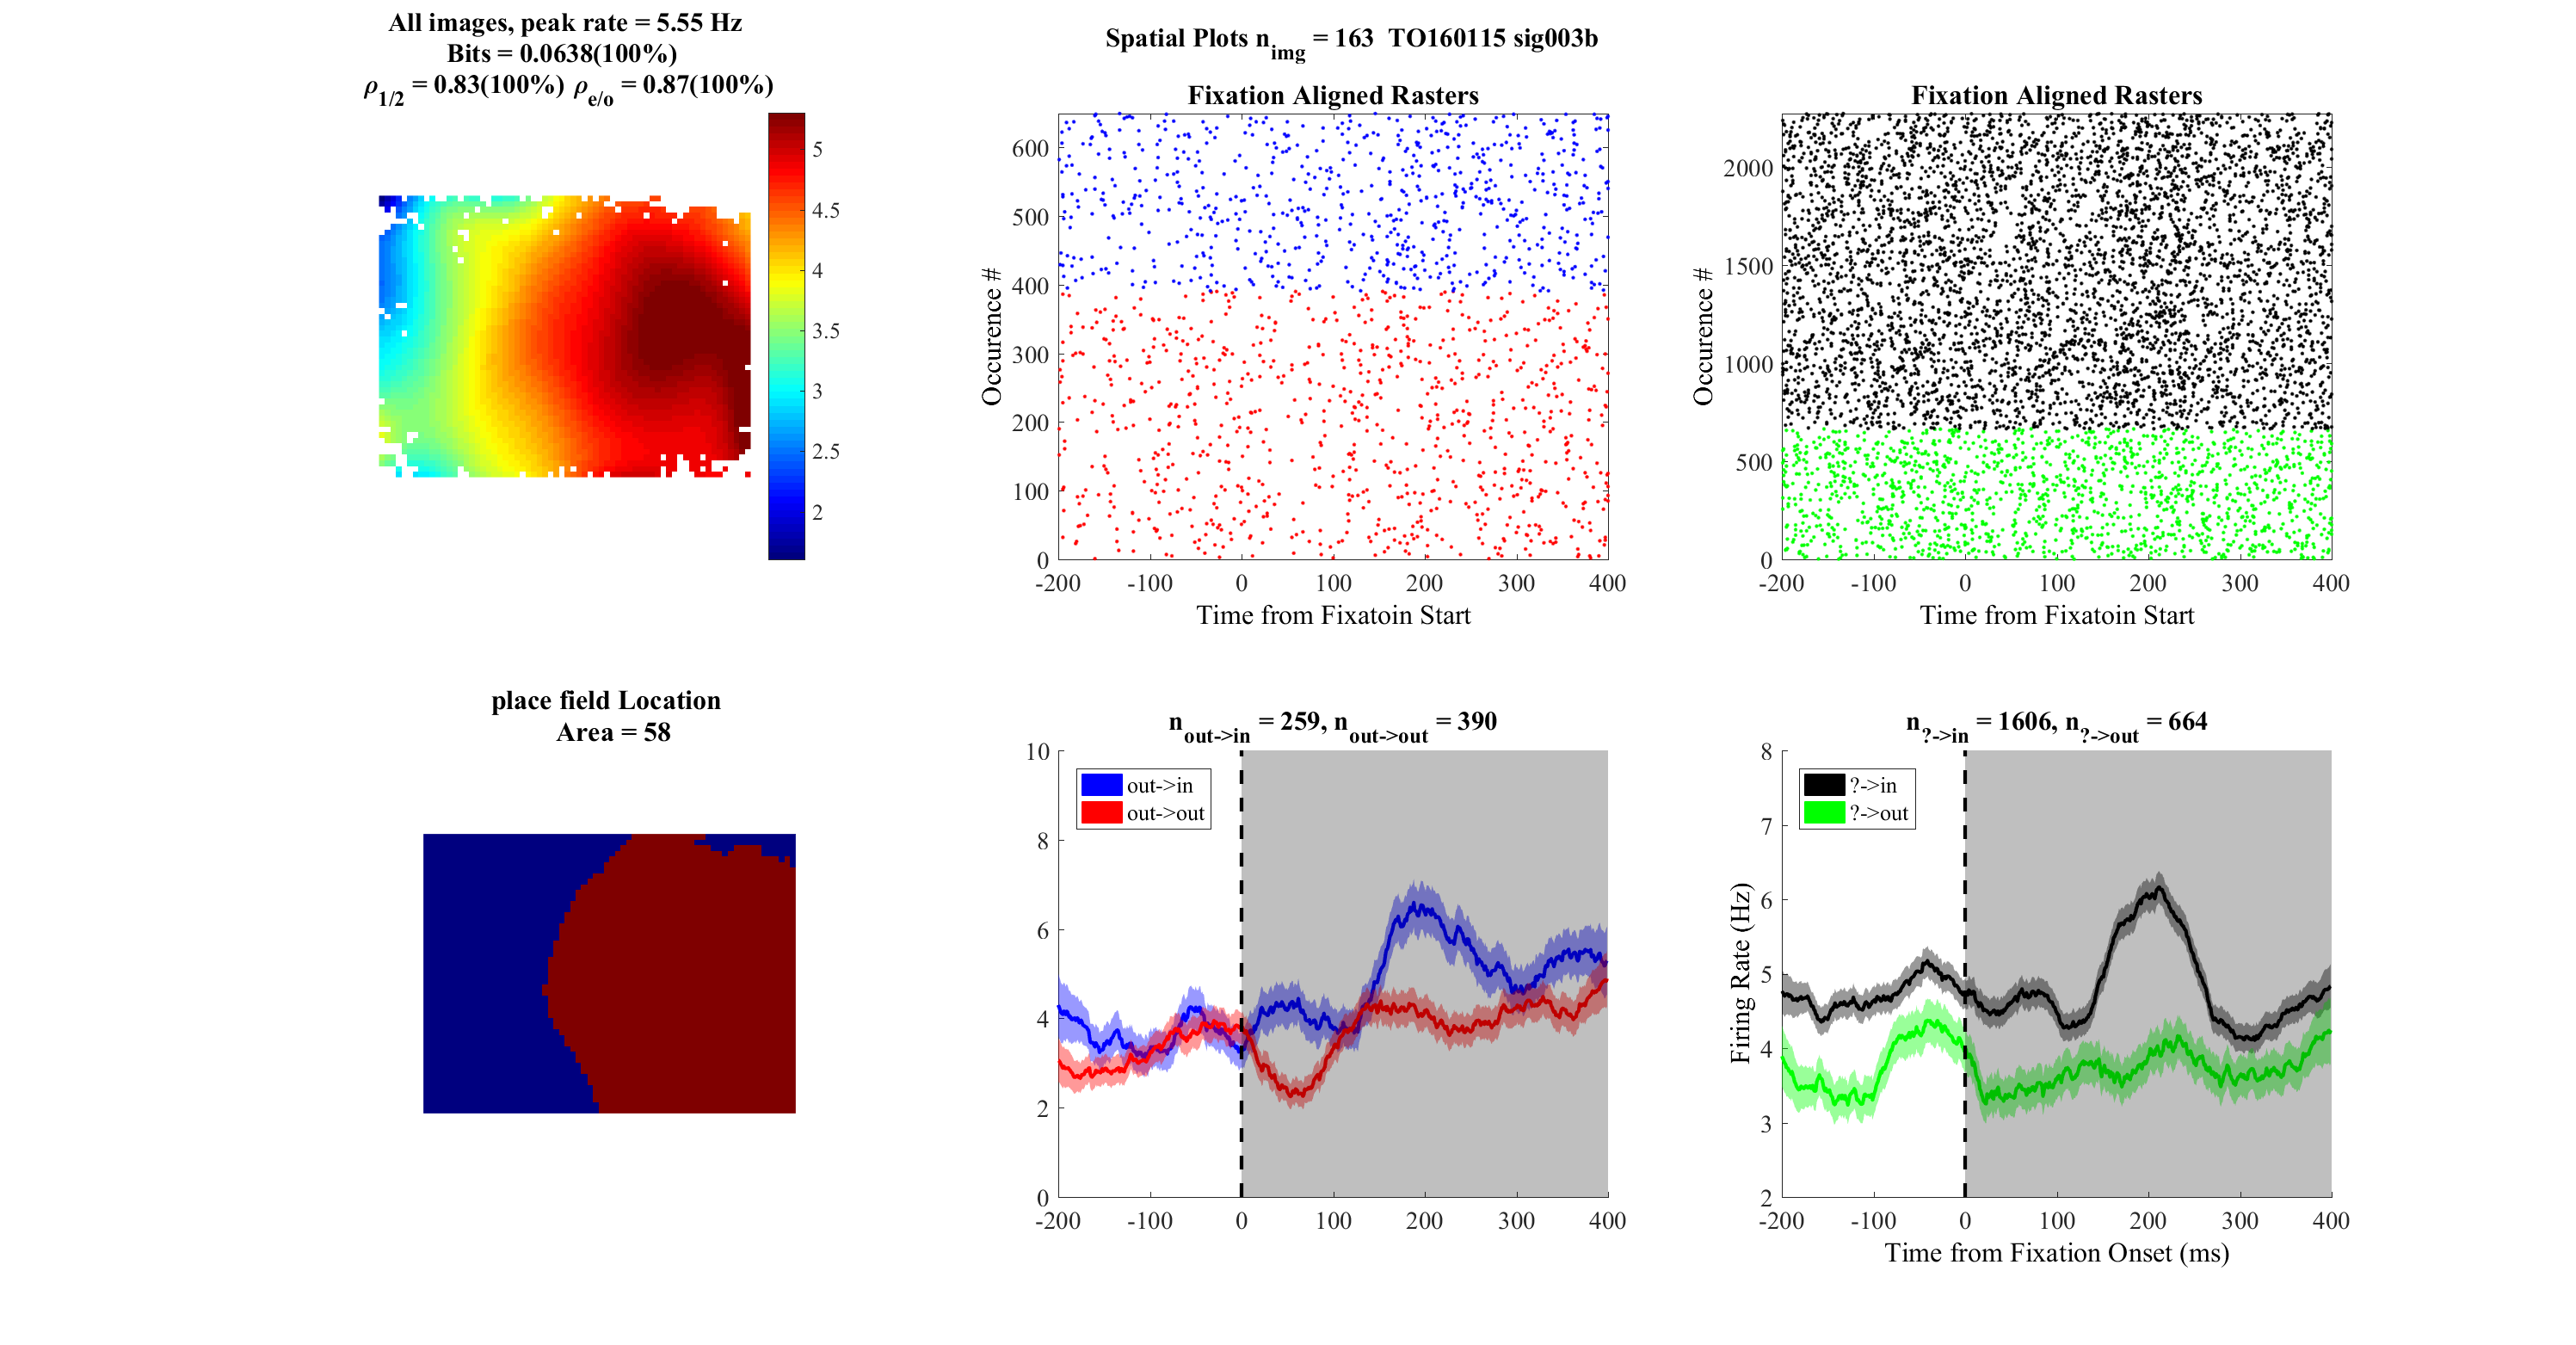 All images, peak rate = 5.55 Hz
Bits = 0.0638(100%)
ρ1/2 = 0.83(100%) ρe/o = 0.87(100%)
5
4.5
4
3.5
3
2.5
2
Spatial Plots nimg = 163 TO160115 sig003b
Fixation Aligned Rasters
Occurence #
600
500
400
300
200
100
0
-200 -100 0 100 200 300 400
Time from Fixatoin Start
Fixation Aligned Rasters
Occurence #
2000
1500
1000
500
0
-200 -100 0 100 200 300 400
Time from Fixatoin Start
place field Location
Area = 58
nout->in = 259, nout->out = 390
out->in
out->out
10
8
6
4
2
0
-200 -100 0 100 200 300 400
n?->in = 1606, n?->out = 664
?->in
?->out
Firing Rate (Hz)
8
7
6
5
4
3
2
-200 -100 0 100 200 300 400
Time from Fixation Onset (ms)